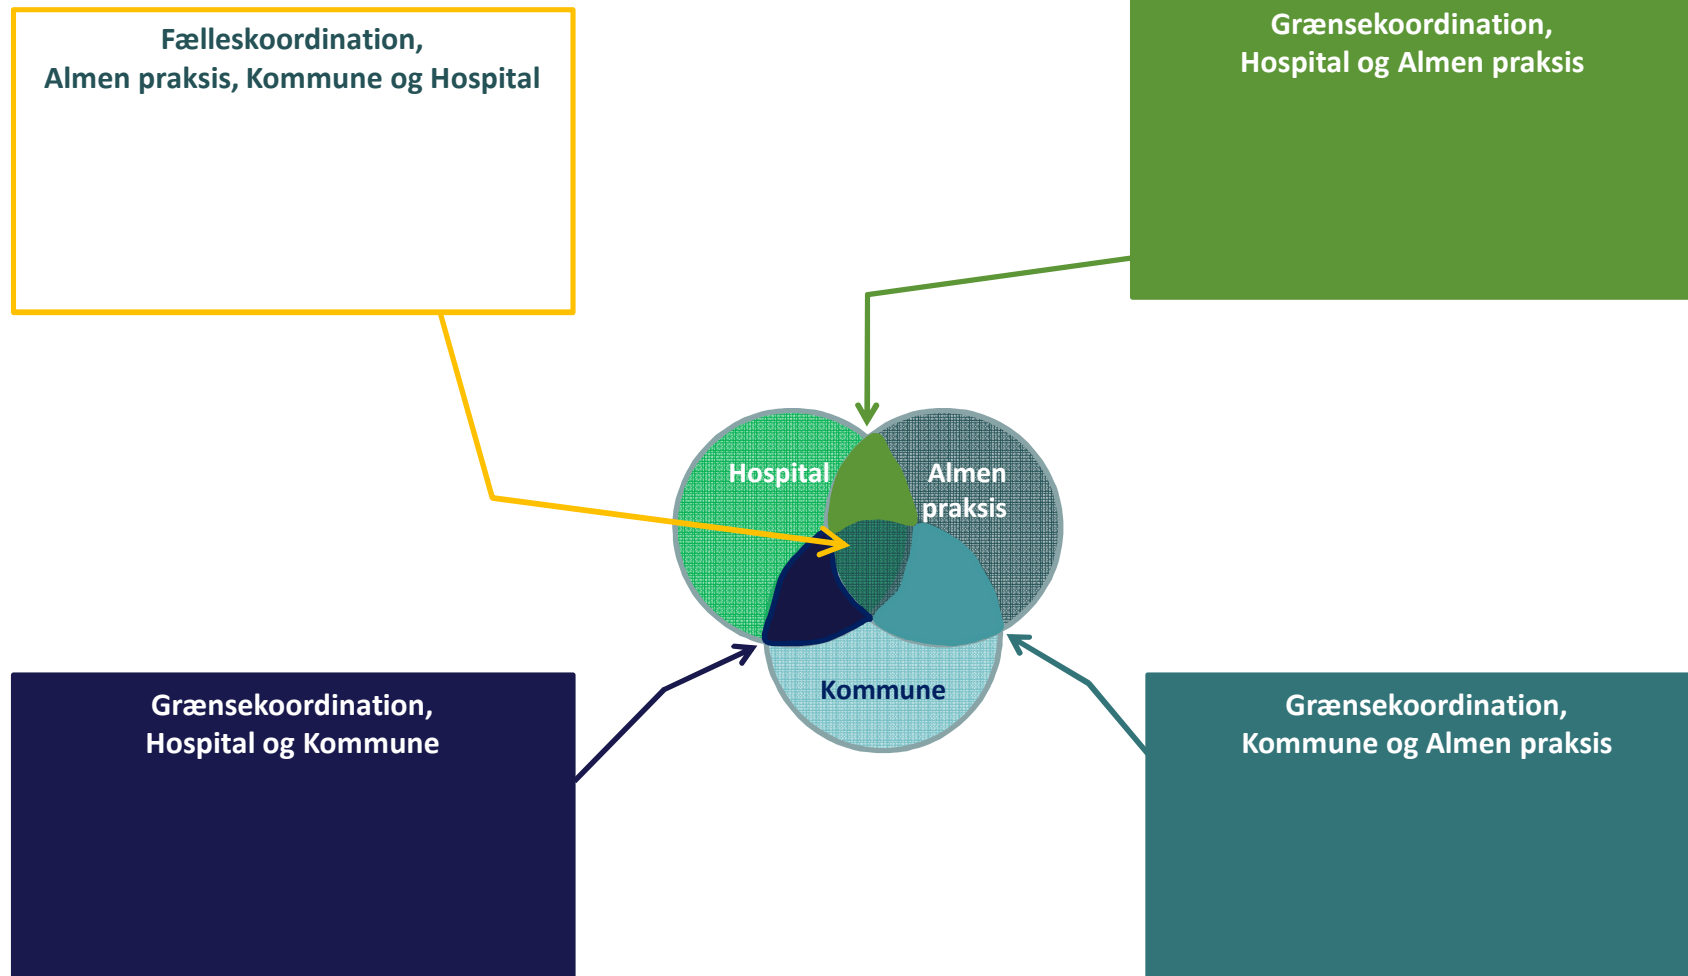 Fælleskoordination,
Almen praksis, Kommune og Hospital
Grænsekoordination,
Hospital og Almen praksis
Hospital
Almen
praksis
Kommune
Grænsekoordination,
Hospital og Kommune
Grænsekoordination,
Kommune og Almen praksis